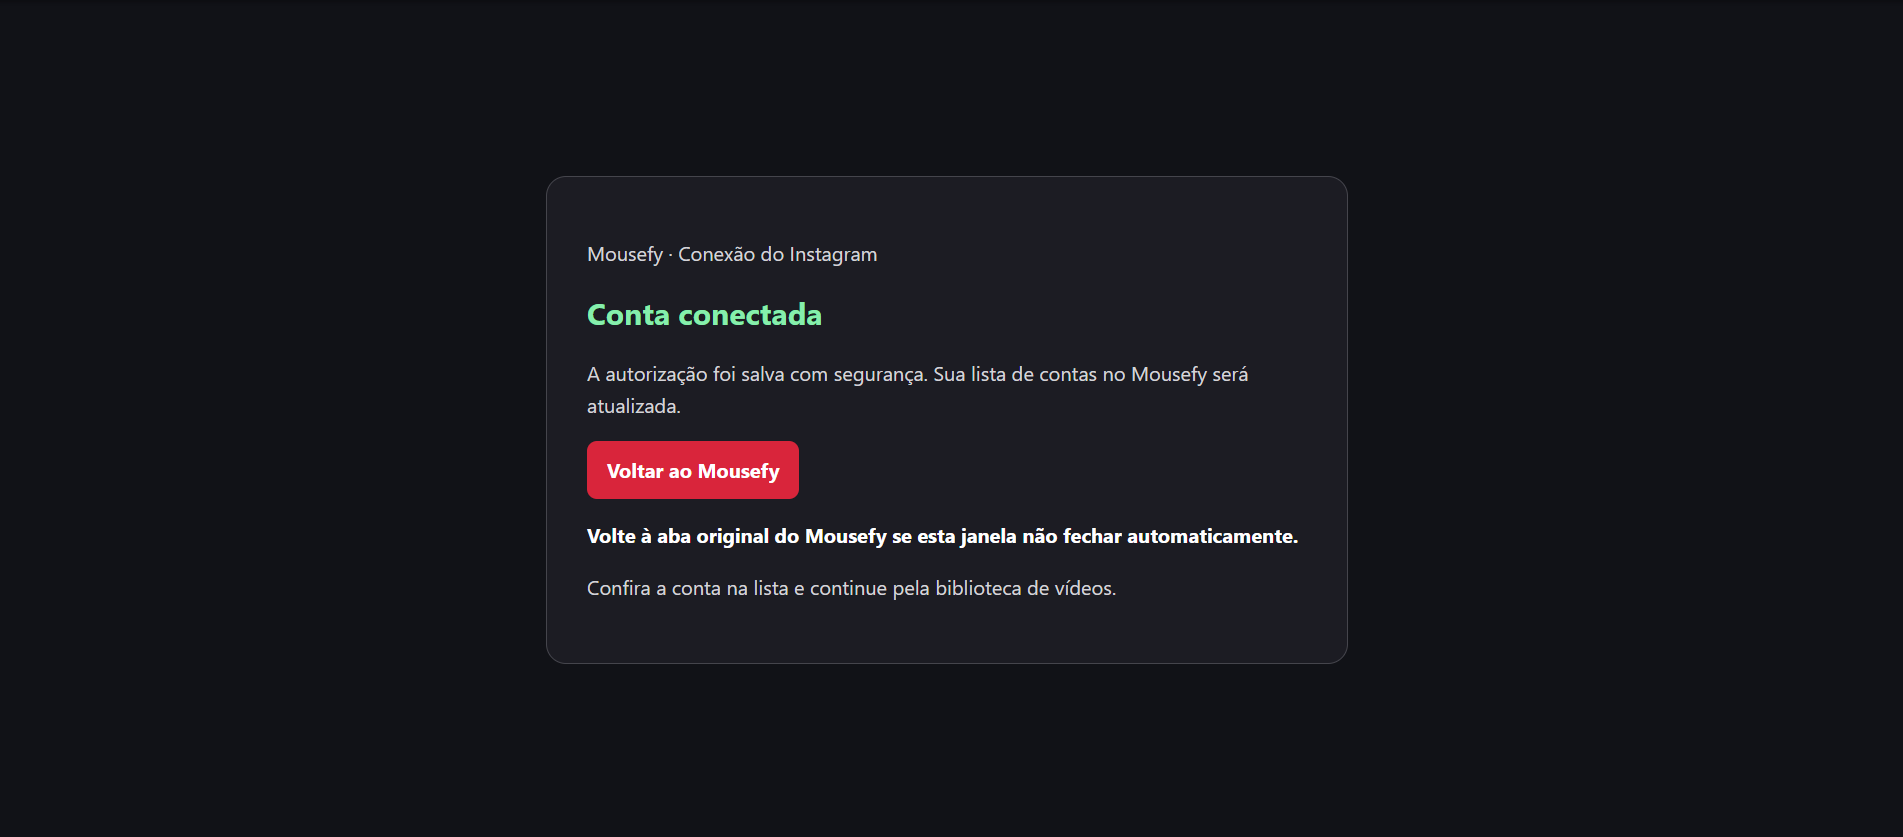 Mousefy · Conexão do Instagram
Conta conectada
A autorização foi salva com segurança. Sua lista de contas no Mousefy será
atualizada.
Voltar ao Mousefy
Volte à aba original do Mousefy se esta janela não fechar automaticamente.
Confira a conta na lista e continue pela biblioteca de vídeos.